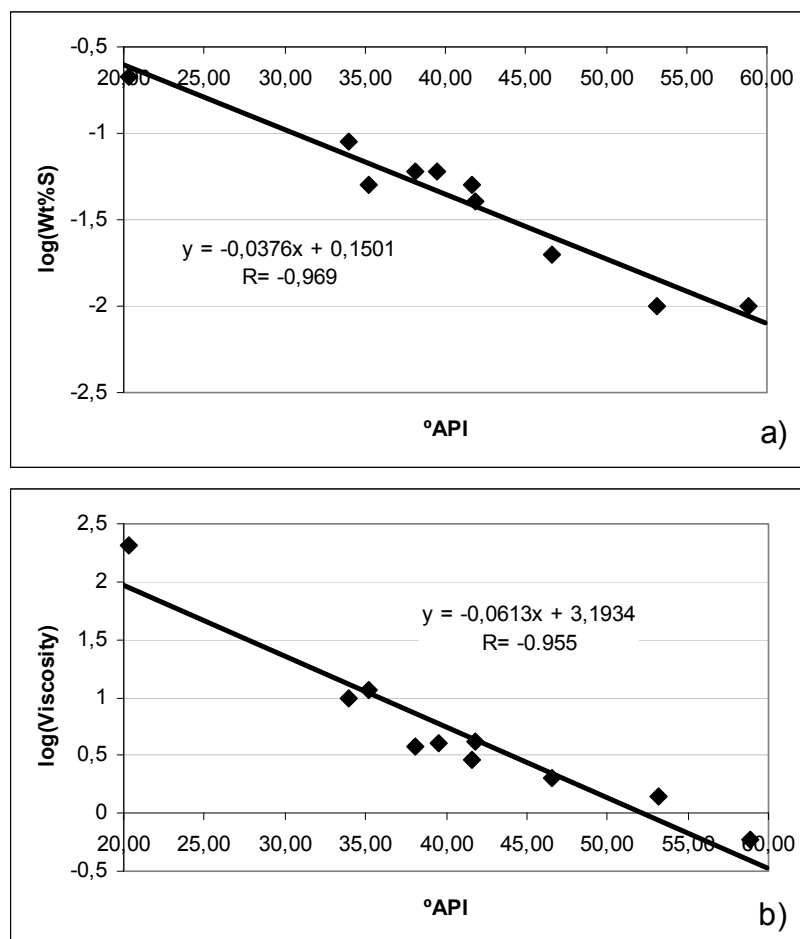 -0,5
20,00 25,00 30,00 35,00 40,00 45,00 50,00 55,00 60,00
-1
log(Wt%S)
-1,5
y = -0,0376x + 0,1501
R= -0,969
-2
-2,5
ºAPI
a)
2,5
2
y = -0,0613x + 3,1934
R= -0.955
1,5
log(Viscosity)
1
0,5
0
20,00 25,00 30,00 35,00 40,00 45,00 50,00 55,00 60,00
-0,5
ºAPI
b)